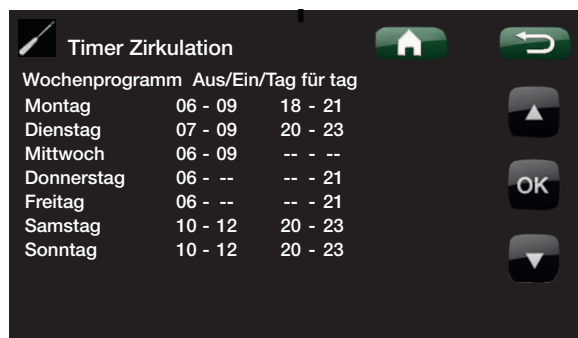 Timer Zirkulation
Wochenprogramm Aus/Ein/Tag für tag
Montag 06 - 09 18 - 21
Dienstag 07 - 09 20 - 23
Mittwoch 06 - 09 -- - --
Donnerstag 06 - -- -- - 21
Freitag 06 - -- -- - 21
Samstag 10 - 12 20 - 23
Sonntag 10 - 12 20 - 23
OK